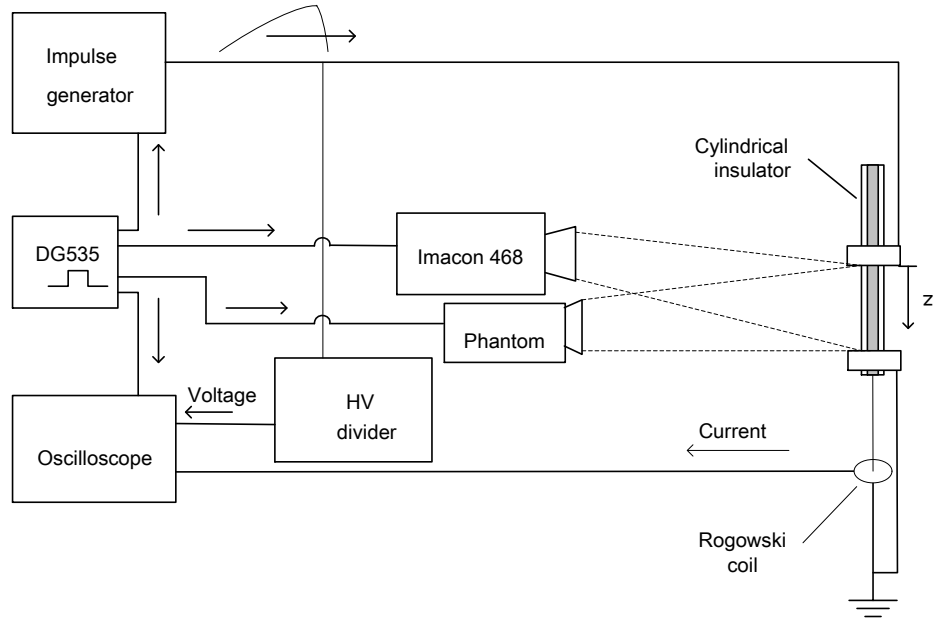 Impulse
generator
Cylindrical
insulator
DG535
Imacon 468
z
Phantom
Voltage
HV
divider
Oscilloscope
Current
Rogowski
coil